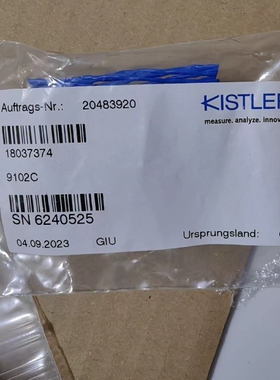 Auftrags-Nr.: 20483920
KISTLER
measure. analyze. innov
18037374
9102C
SN 6240525
04.09.2023 GIU Ursprungsland: